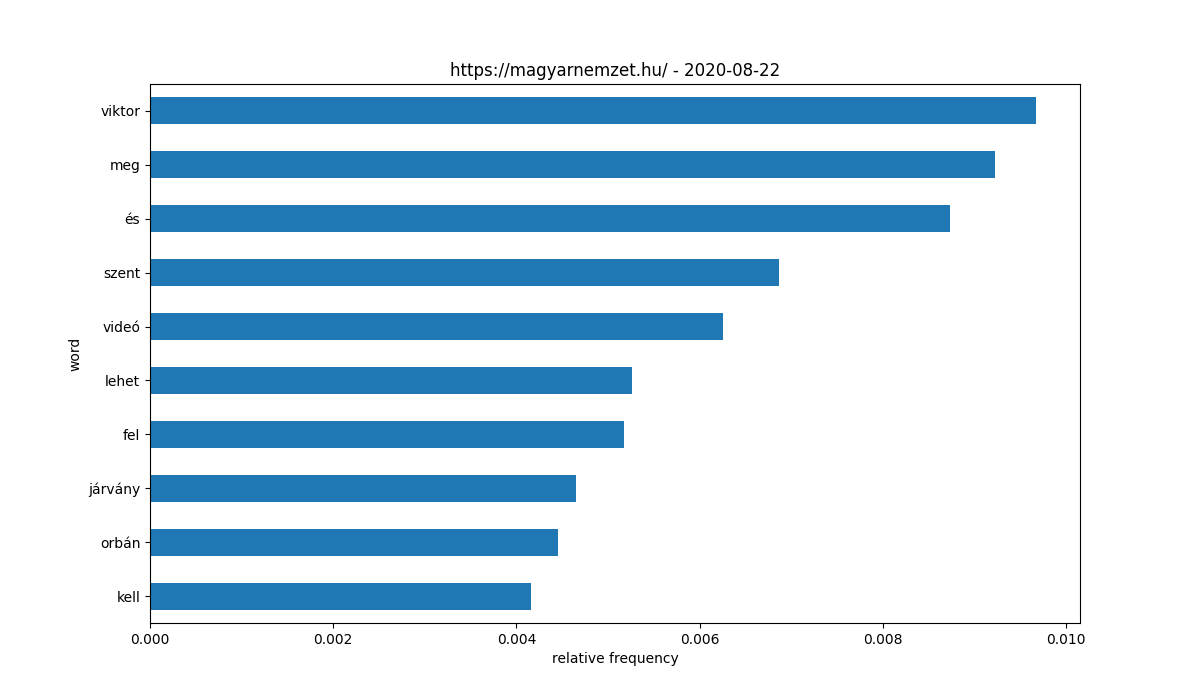 https://magyarnemzet.hu/ - 2020-08-22
viktor
meg
és
szent
videó
lehet
fel
járvány
orbán
kell
word
0.000 0.002 0.004 0.006 0.008 0.010
relative frequency